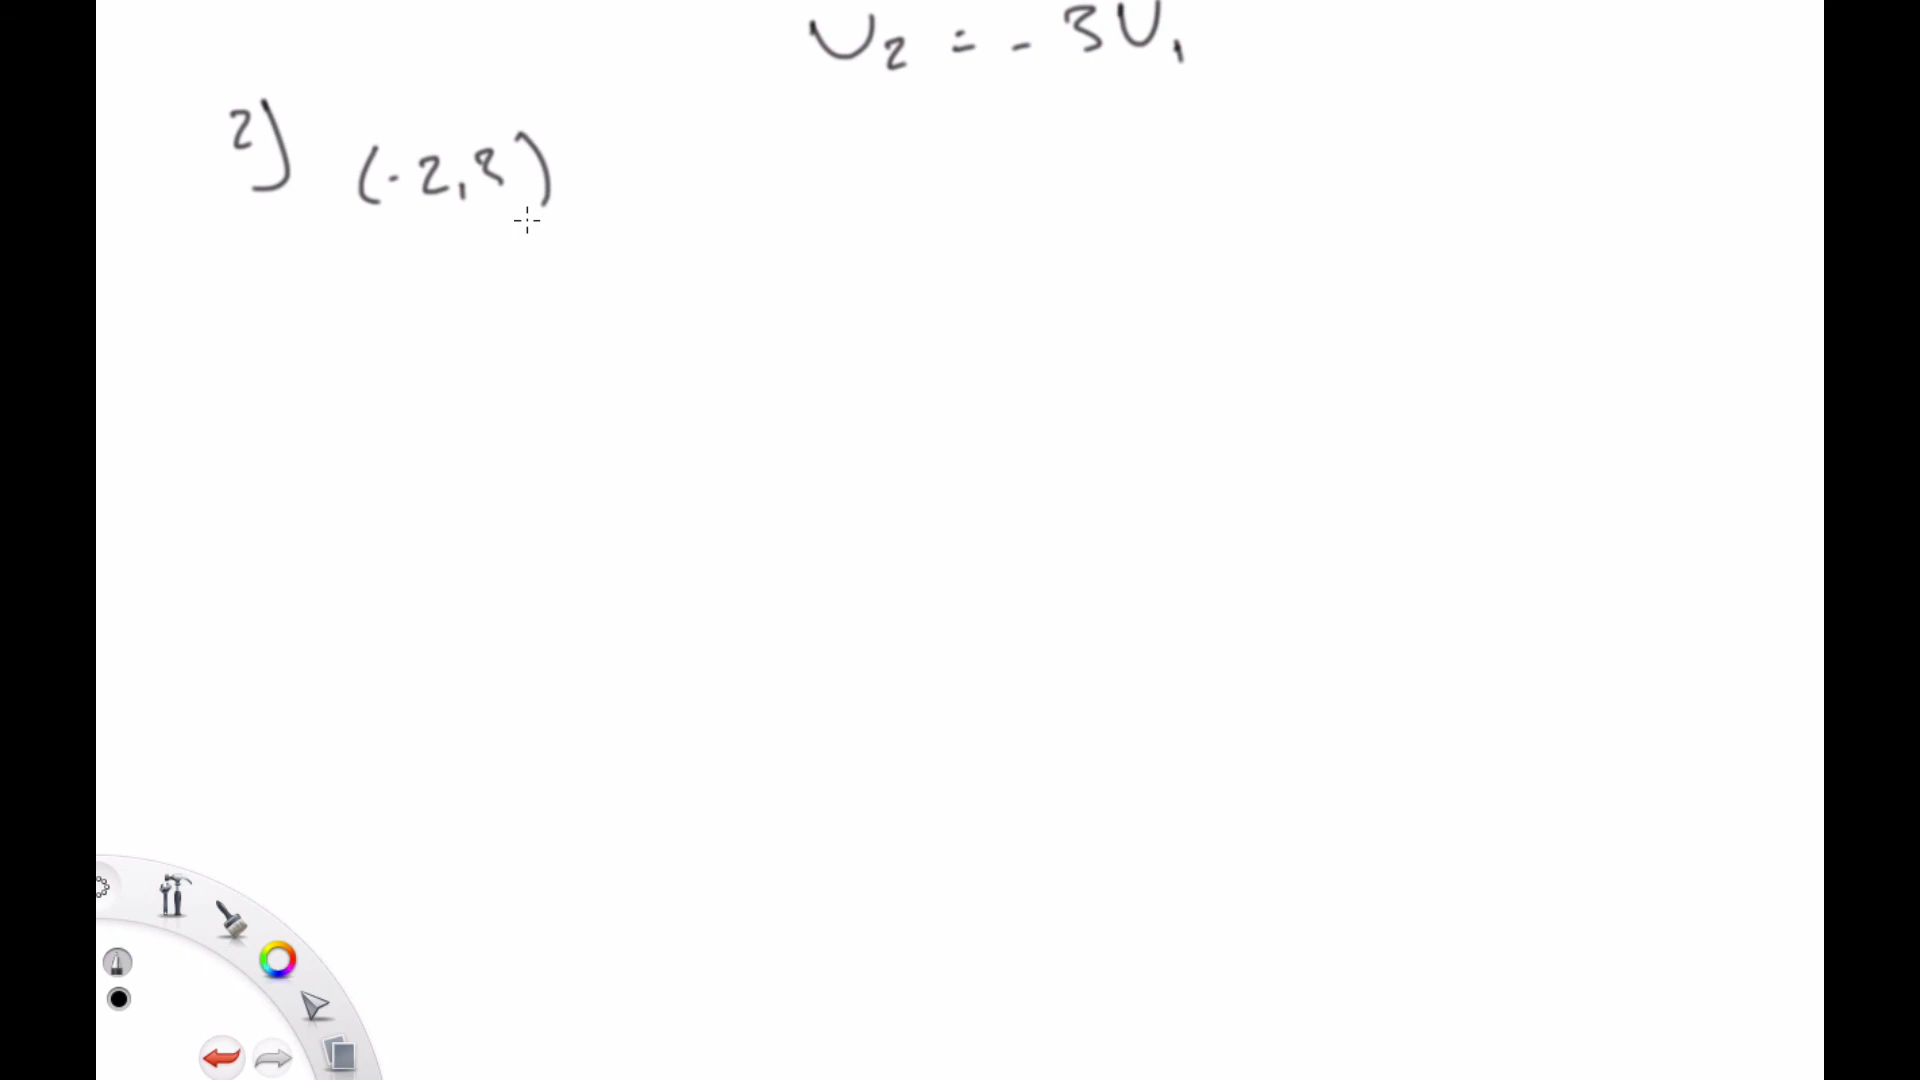 U₂ = - 3U₁
2) (-2,8)